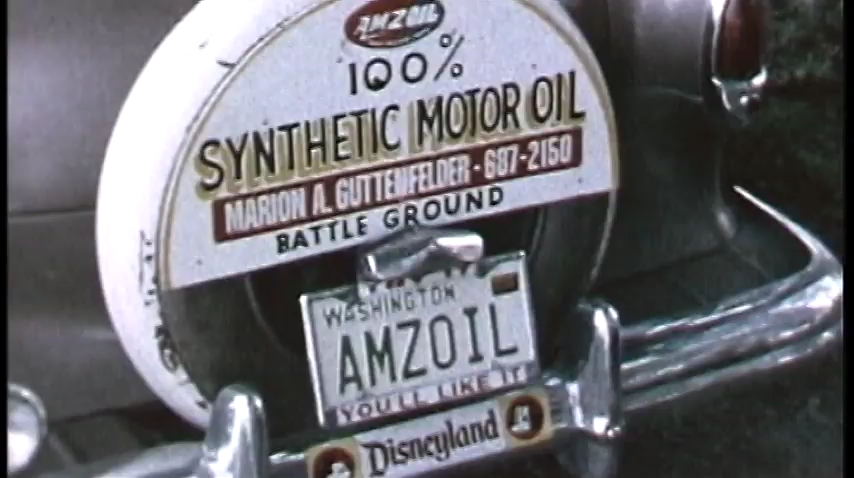 AMZOIL
100%
SYNTHETIC MOTOR OIL
MARION A. GUTTENFELDER - 687-2150
BATTLE GROUND
WASHINGTON
AMZOIL
YOU'LL LIKE IT
Disneyland